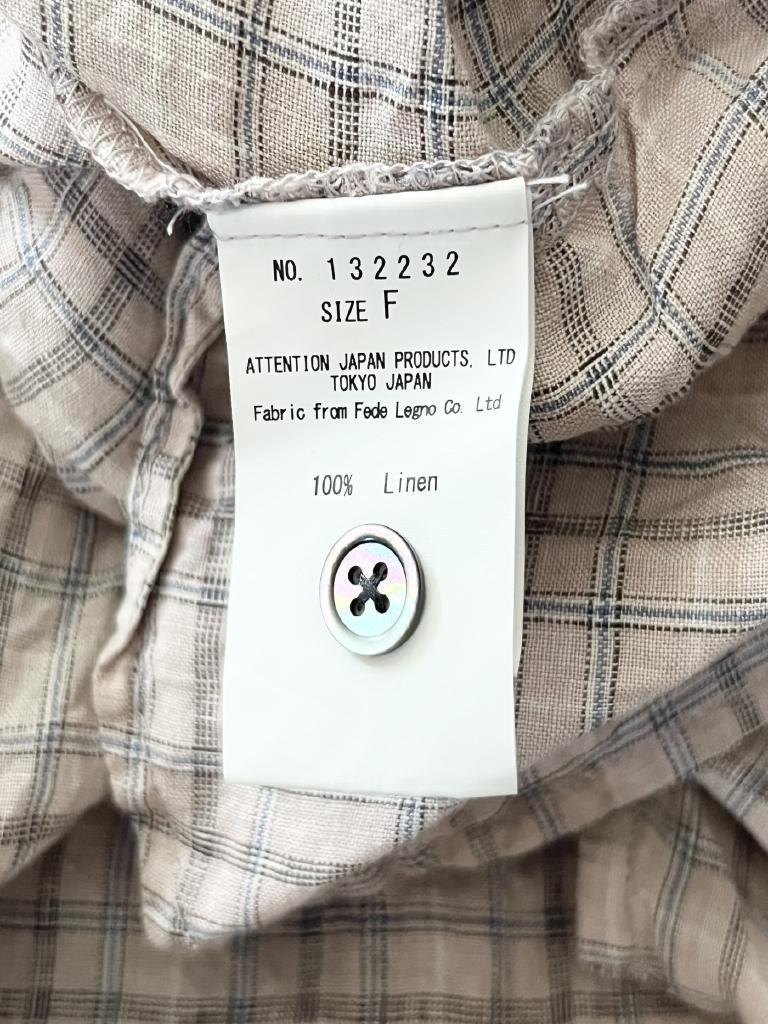 NO. 132232
SIZE F
ATTENTION JAPAN PRODUCTS, LTD
TOKYO JAPAN
Fabric from Fede Legno Co. Ltd
100% Linen